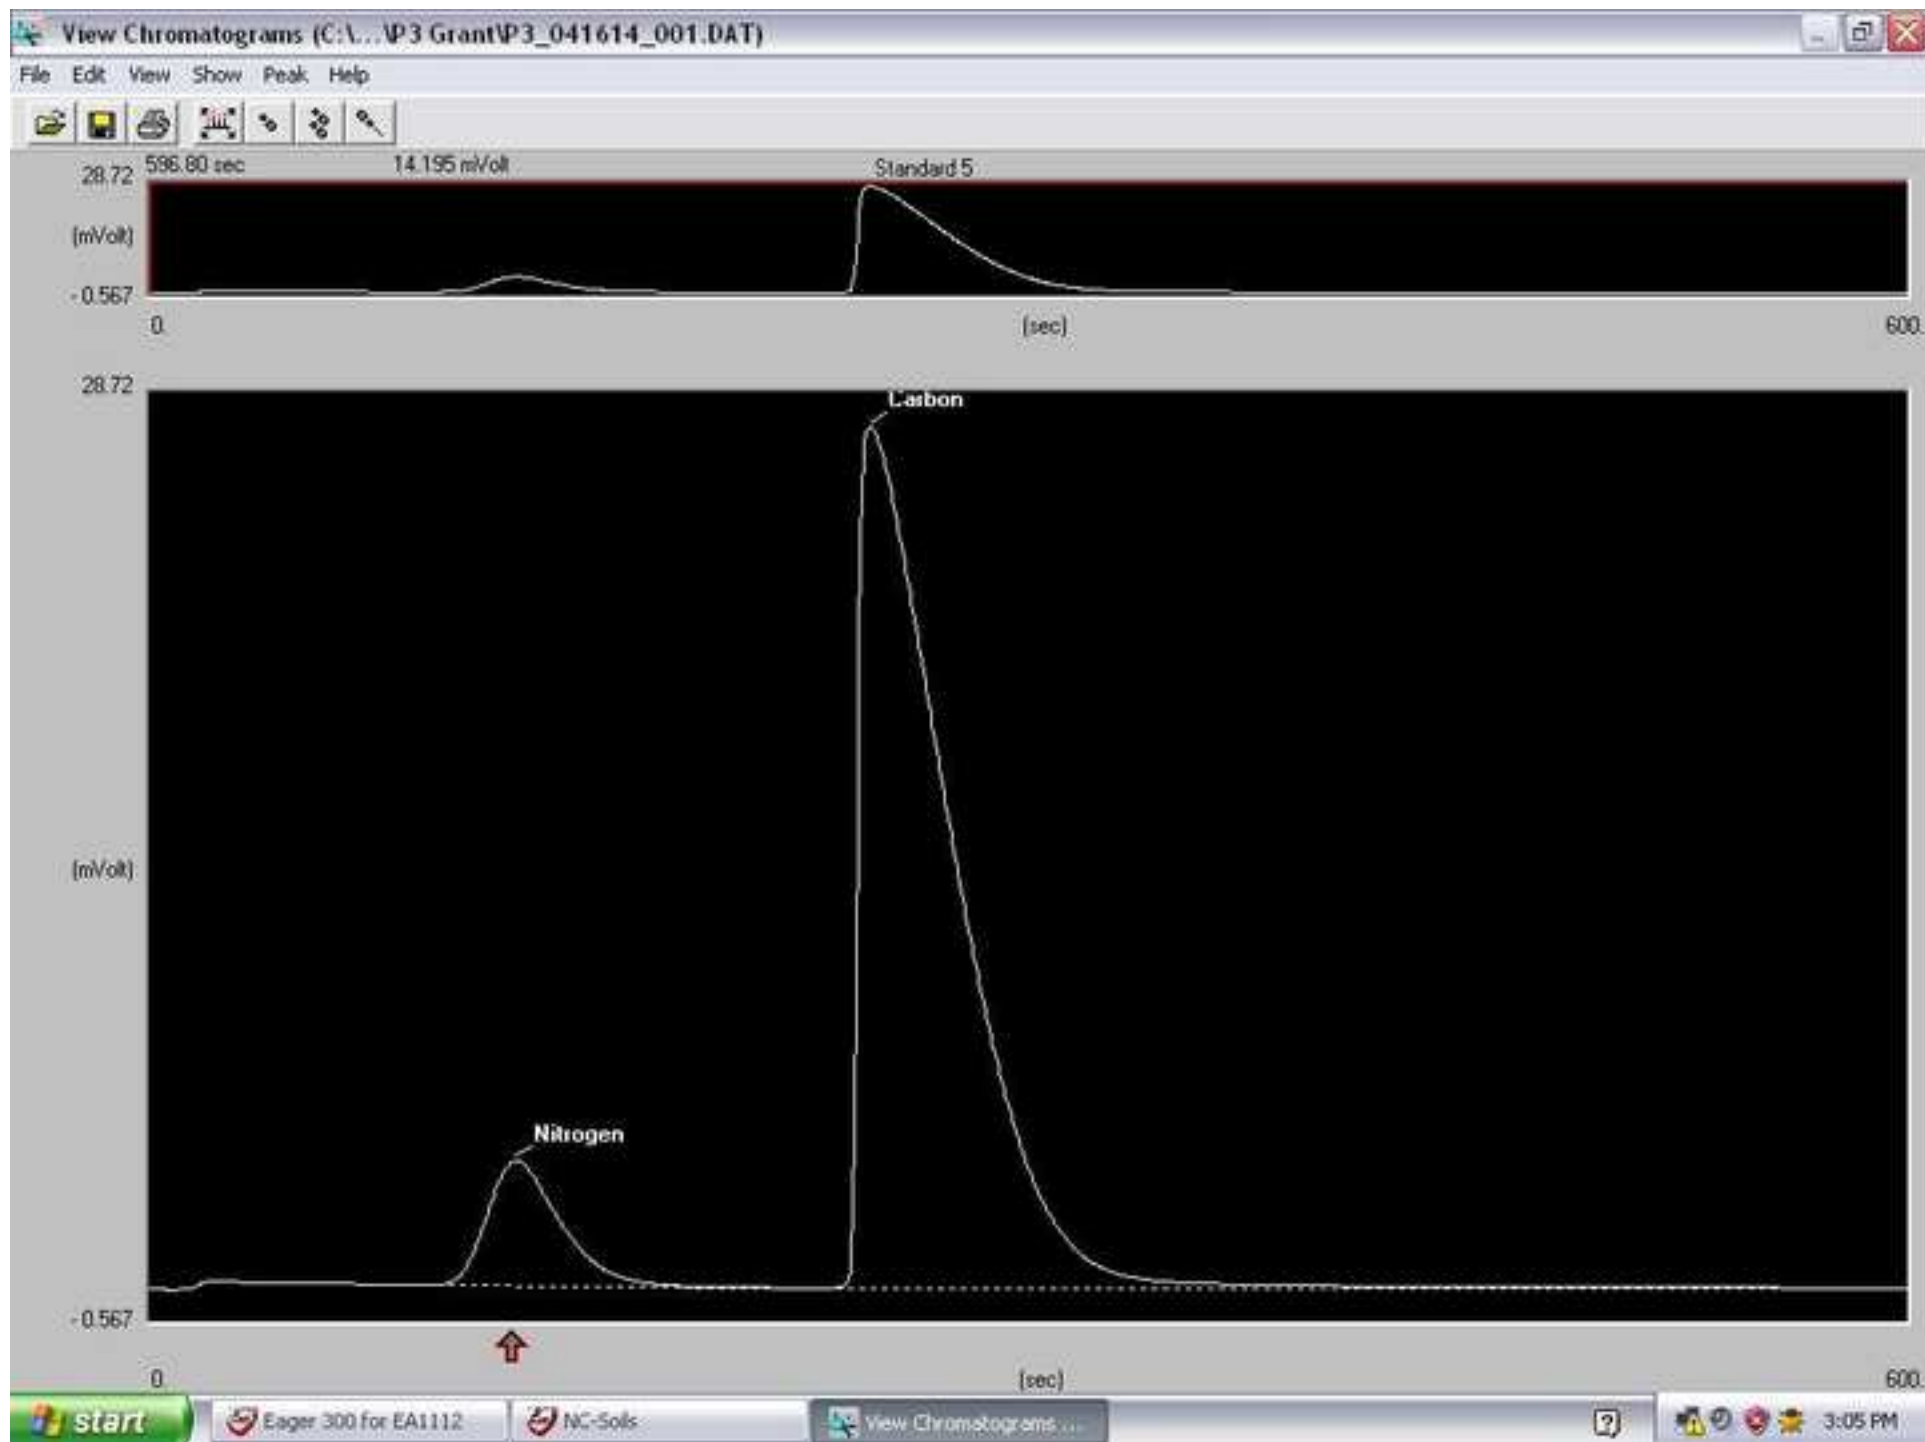 View Chromatograms (C:\...\P3 Grant\P3_041614_001.DAT)
File Edit View Show Peak Help
596.80 sec 14.195 mVolt Standard 5
28.72
(mVolt)
-0.567
0. (sec) 600.
28.72
Carbon
(mVolt)
Nitrogen
-0.567
0. (sec) 600.
start Eager 300 for EA1112 NC-Soils View Chromatograms ... 3:05 PM